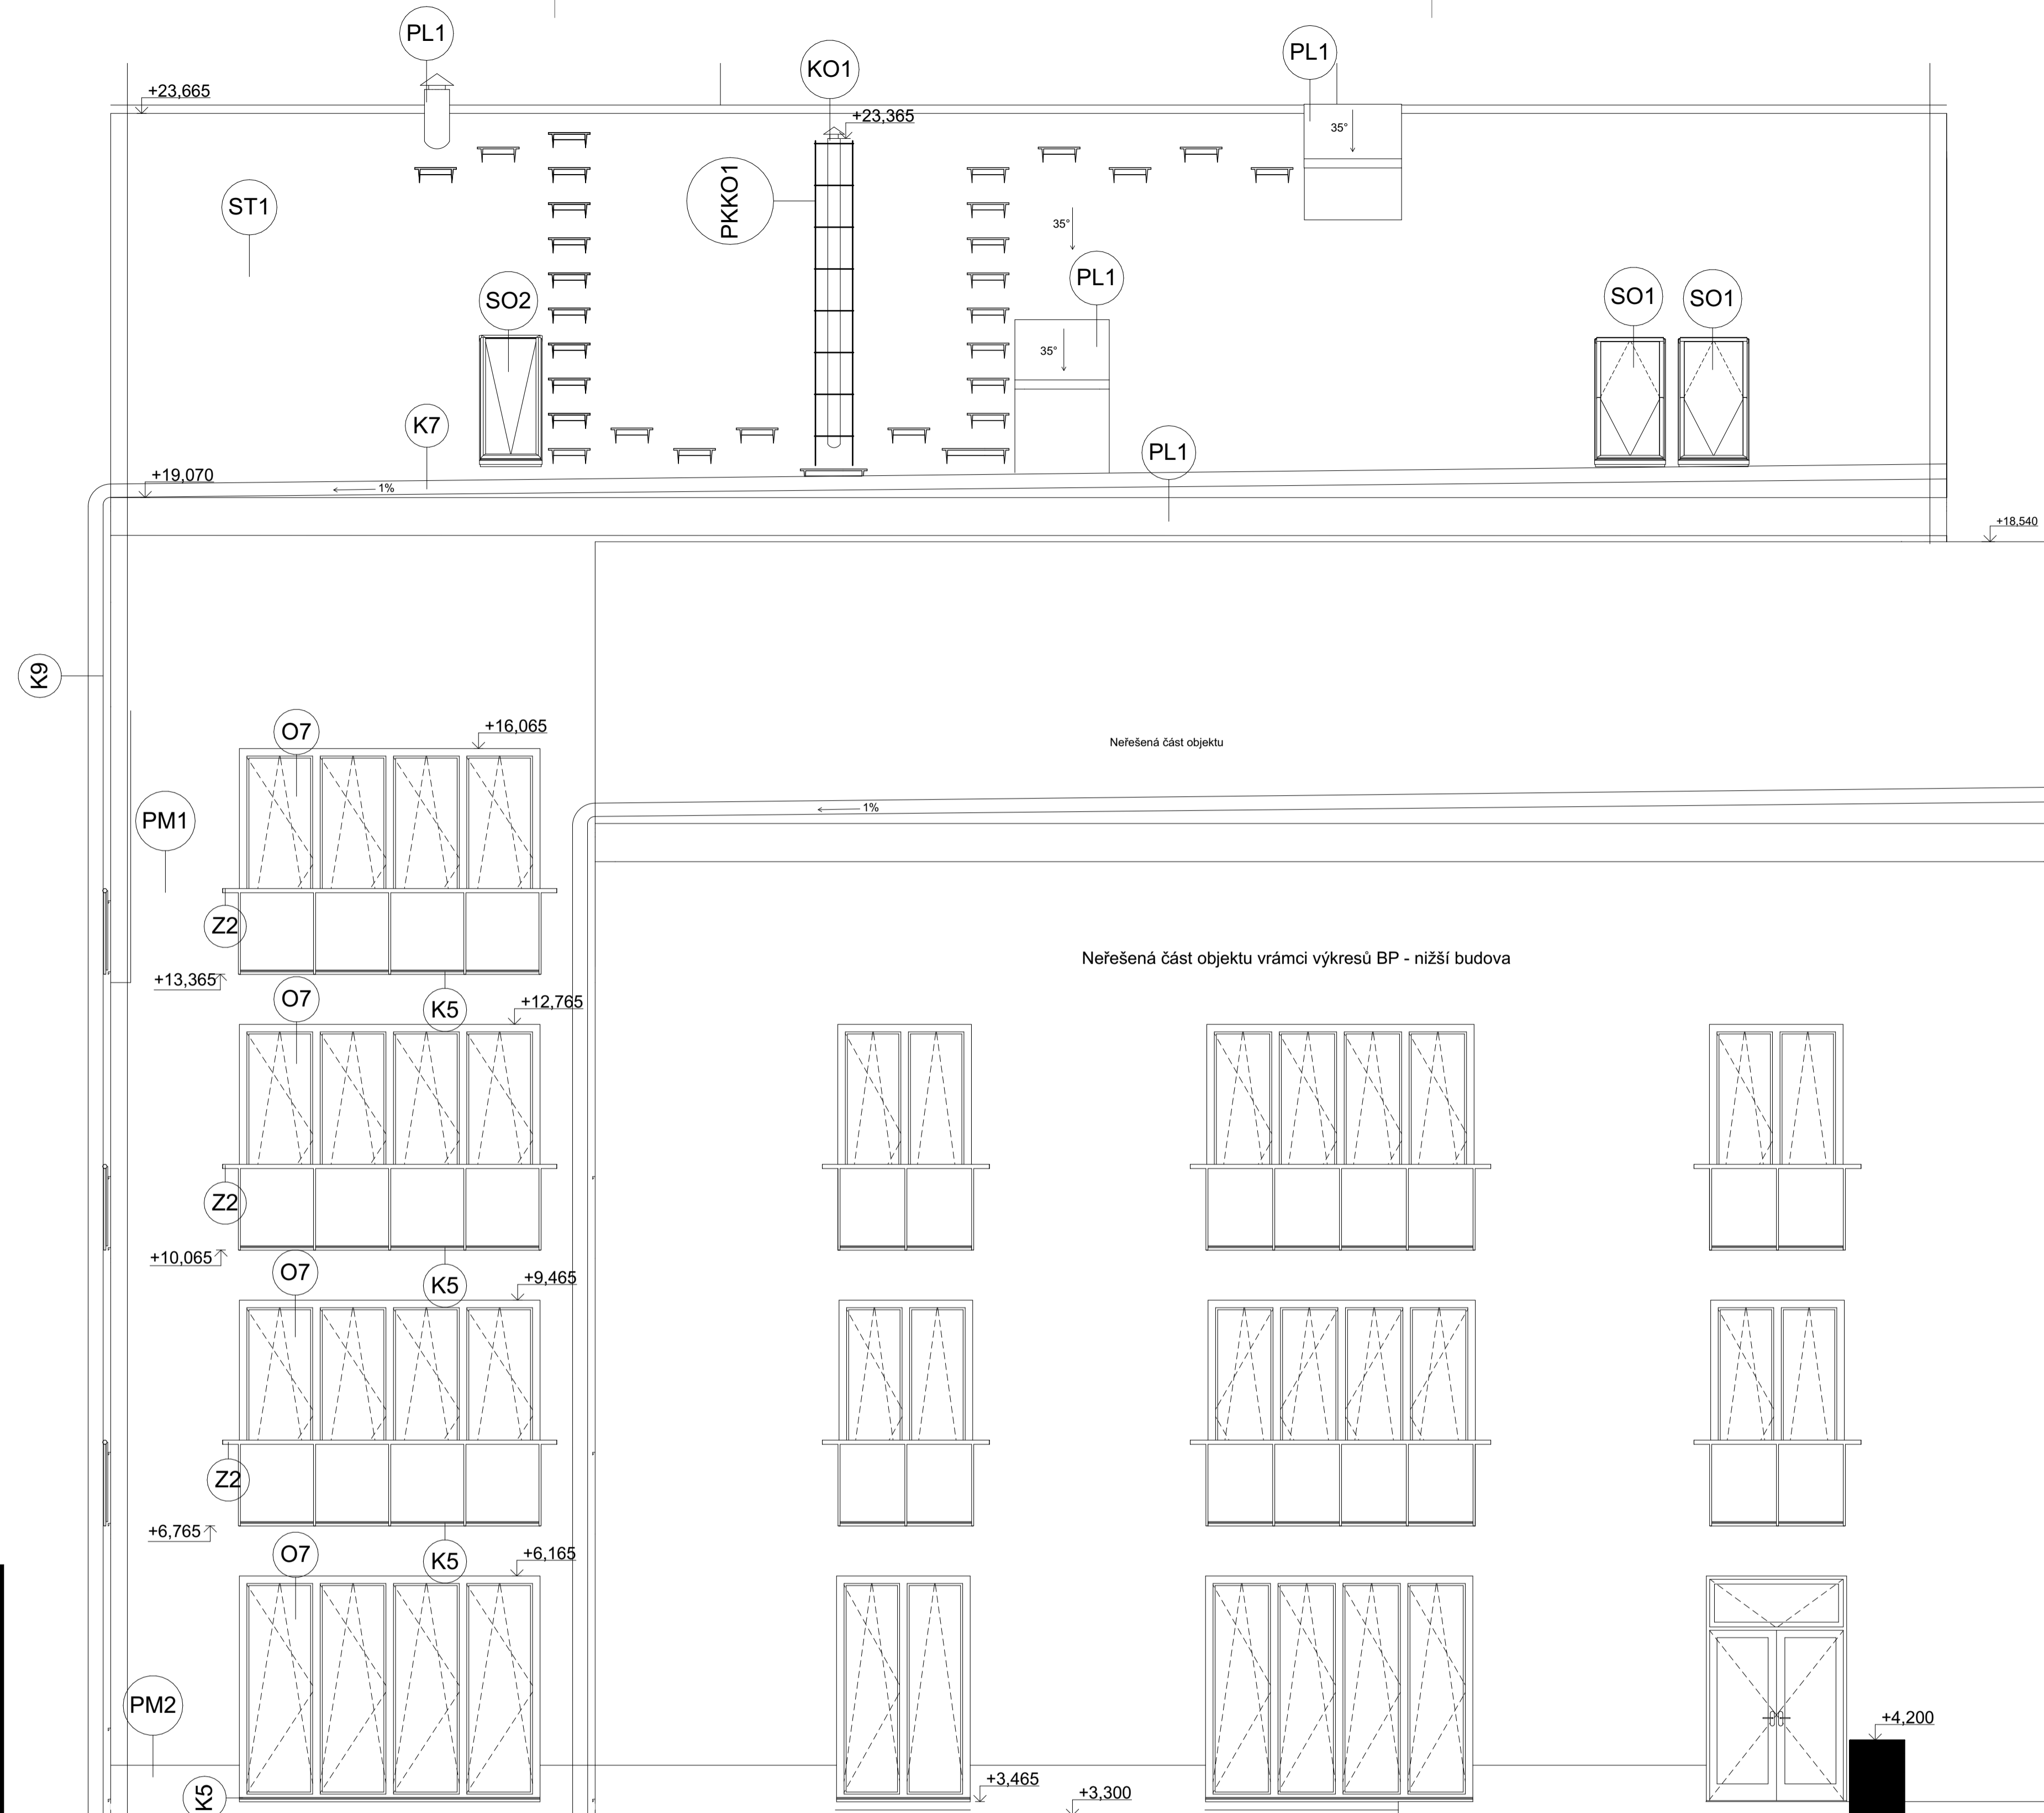 PL1
PL1
KO1
+23,665
+23,365
35°
PKKO1
ST1
35°
PL1
SO2
SO1
SO1
35°
K7
PL1
+19,070
1%
+18,540
K9
O7
+16,065
Neřešená část objektu
1%
PM1
Z2
Neřešená část objektu vrámci výkresů BP - nižší budova
+13,365
O7
K5
+12,765
Z2
+10,065
O7
K5
+9,465
Z2
+6,765
O7
K5
+6,165
PM2
+4,200
K5
+3,465
+3,300